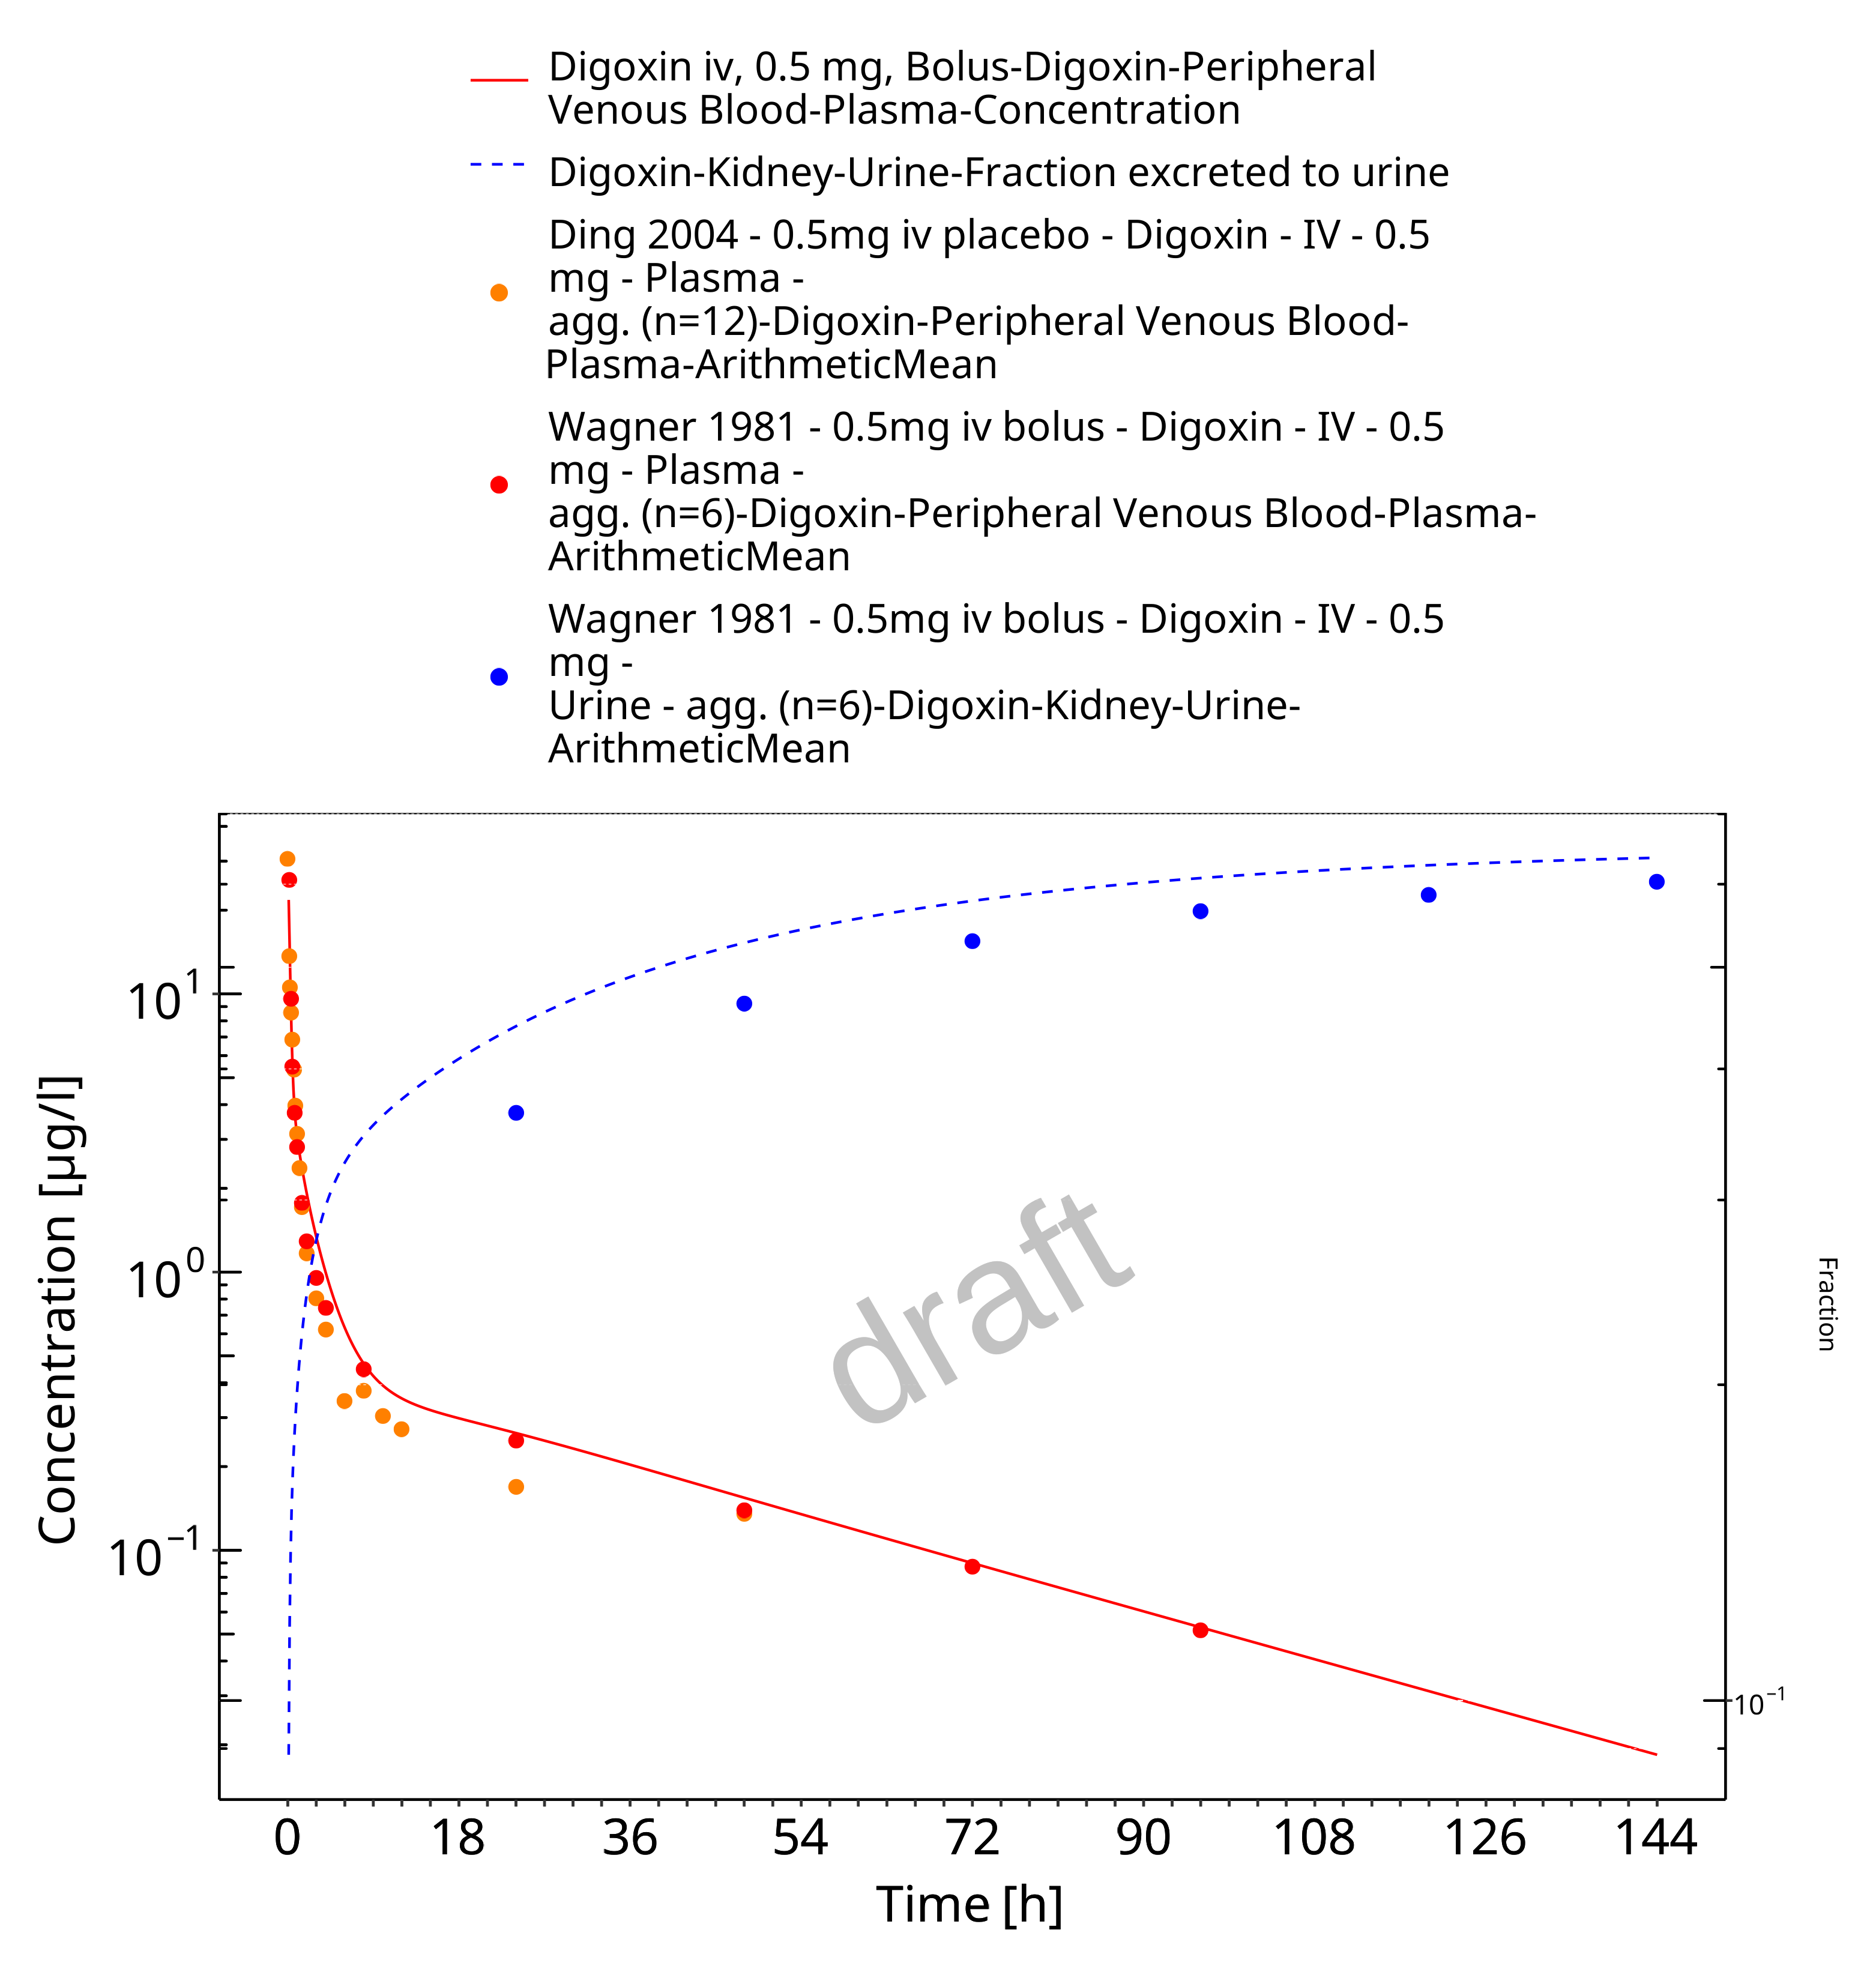 Digoxin iv, 0.5 mg, Bolus-Digoxin-Peripheral
Venous Blood-Plasma-Concentration
Digoxin-Kidney-Urine-Fraction excreted to urine
Ding 2004 - 0.5mg iv placebo - Digoxin - IV - 0.5
mg - Plasma -
agg. (n=12)-Digoxin-Peripheral Venous Blood-
Plasma-ArithmeticMean
Wagner 1981 - 0.5mg iv bolus - Digoxin - IV - 0.5
mg - Plasma -
agg. (n=6)-Digoxin-Peripheral Venous Blood-Plasma-
ArithmeticMean
Wagner 1981 - 0.5mg iv bolus - Digoxin - IV - 0.5
mg -
Urine - agg. (n=6)-Digoxin-Kidney-Urine-
ArithmeticMean
Concentration [µg/l]
10¹
10⁰
10⁻¹
draft
Fraction
10⁻¹
0 18 36 54 72 90 108 126 144
Time [h]